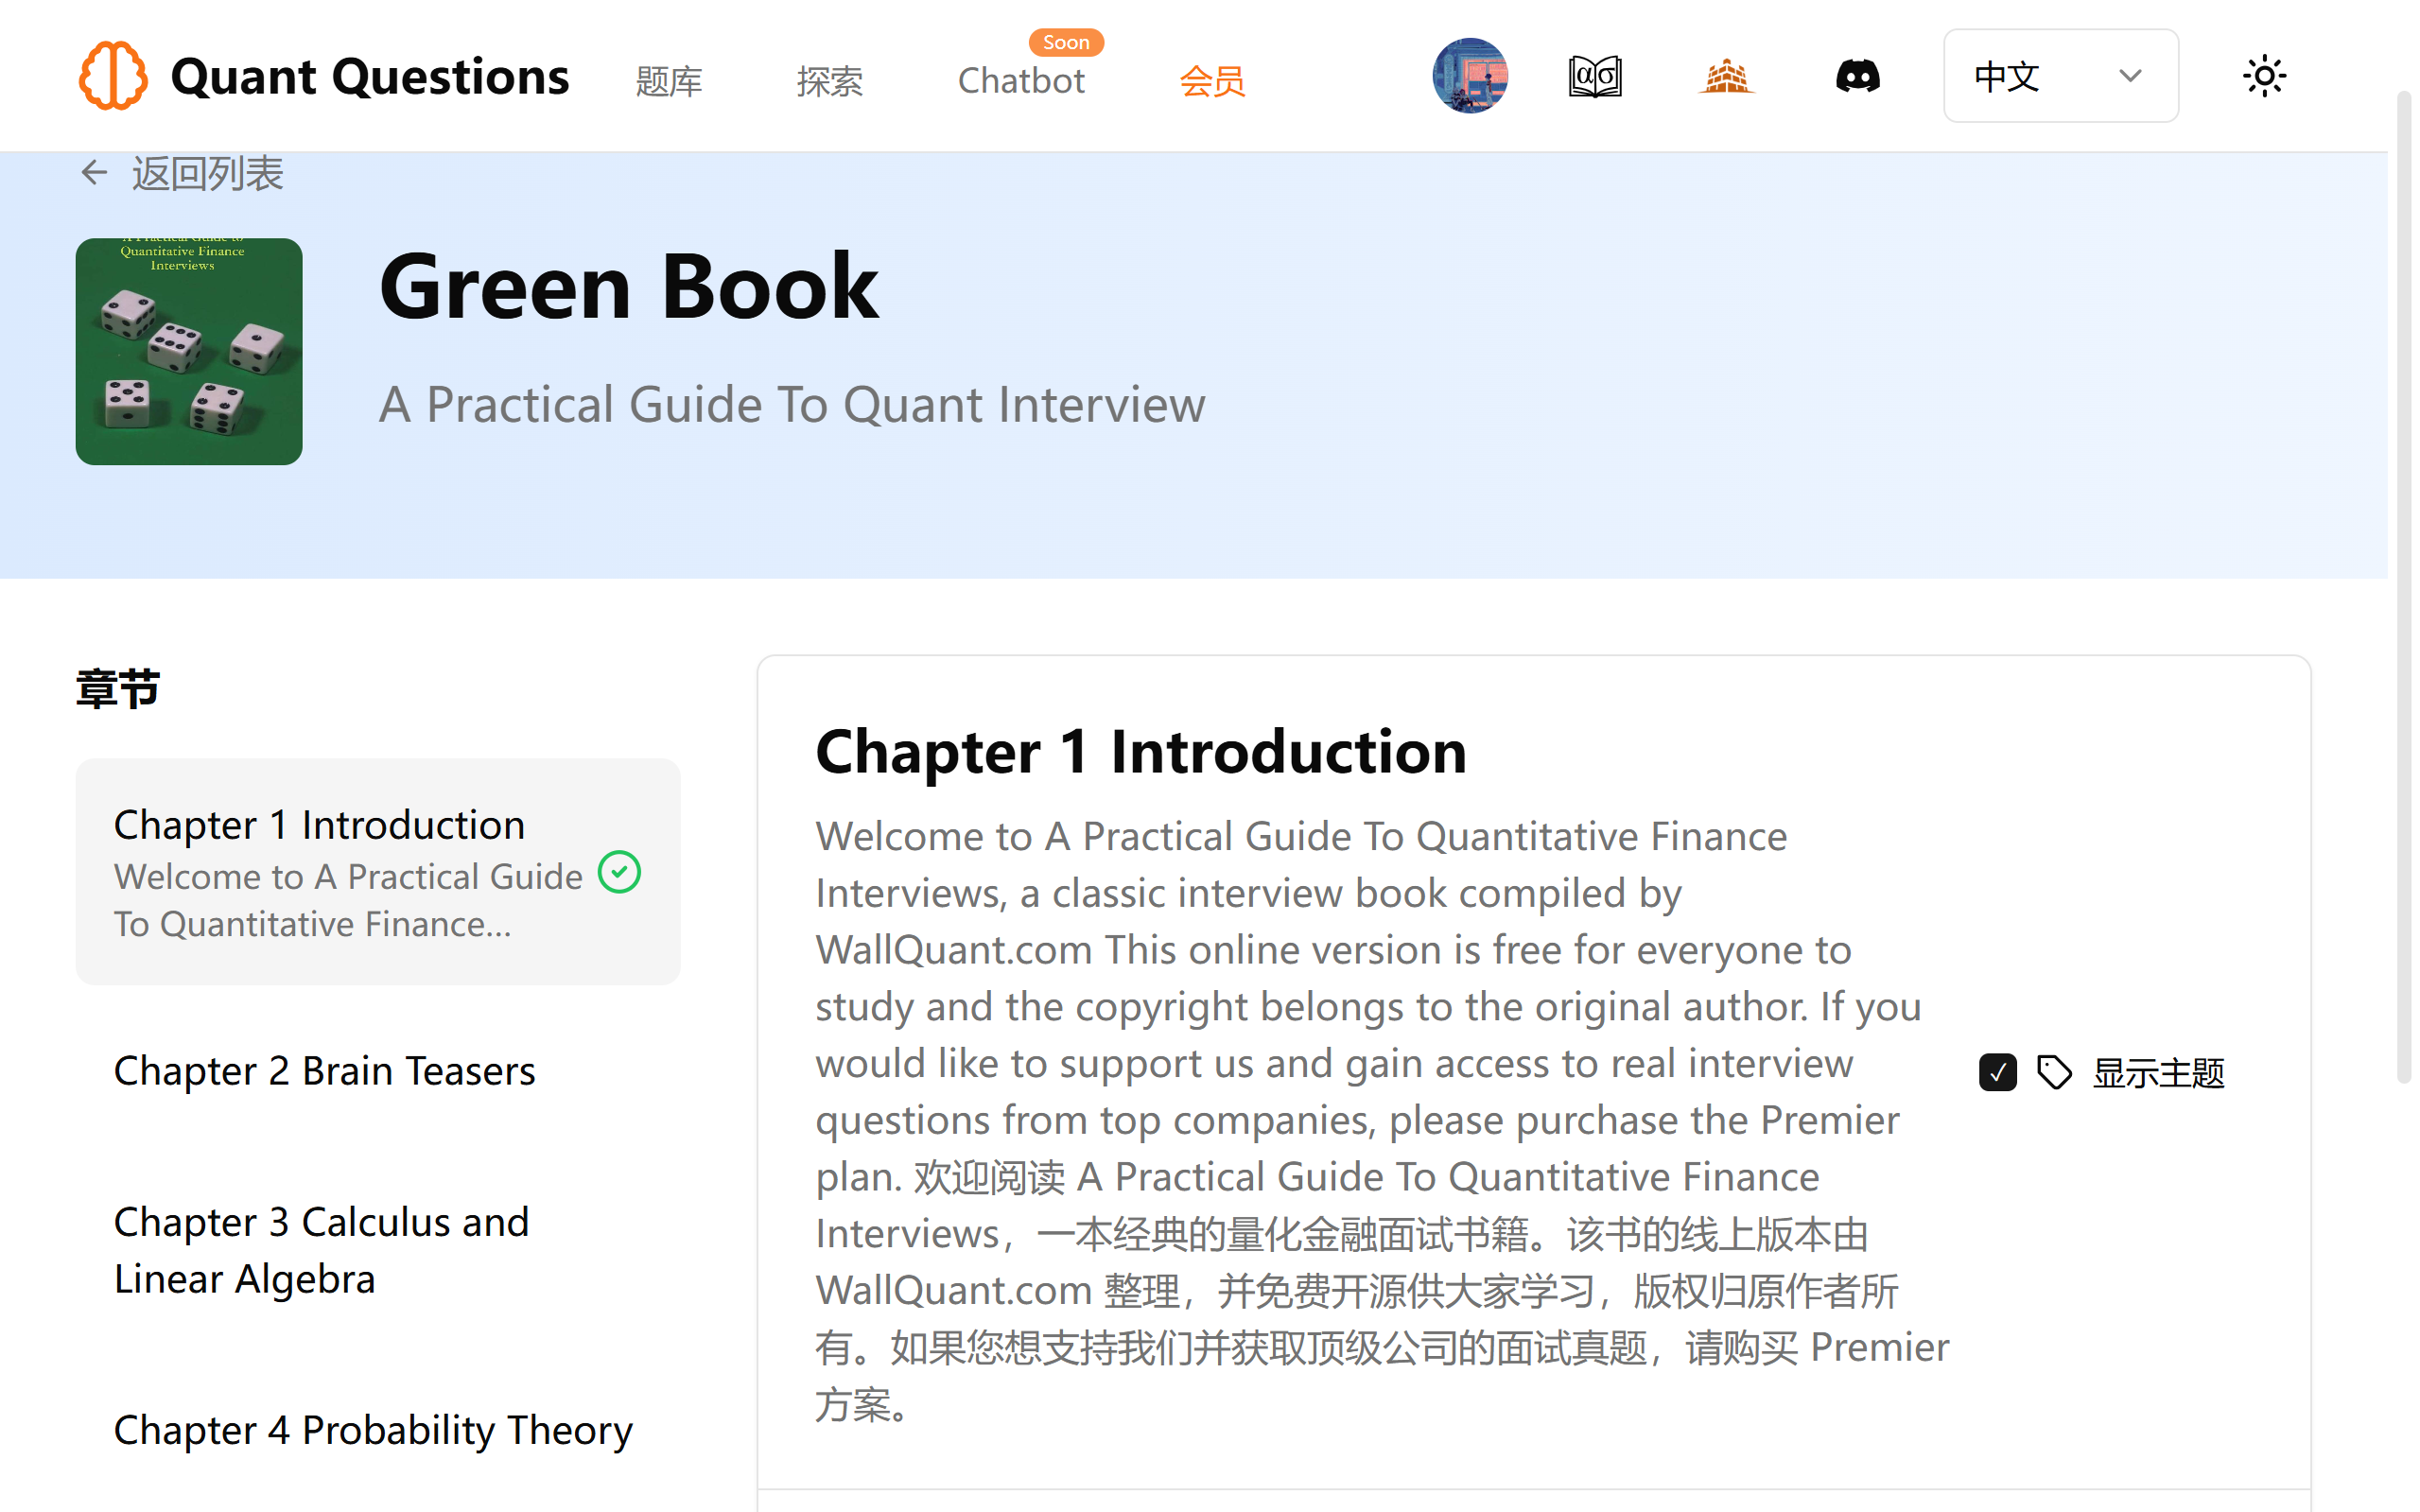 Quant Questions
题库
探索
Soon
Chatbot
会员
中文
返回列表
A Practical Guide to
Quantitative Finance
Interviews
Green Book
A Practical Guide To Quant Interview
章节
Chapter 1 Introduction
Welcome to A Practical Guide
To Quantitative Finance...
Chapter 2 Brain Teasers
Chapter 3 Calculus and
Linear Algebra
Chapter 4 Probability Theory
Chapter 1 Introduction
Welcome to A Practical Guide To Quantitative Finance
Interviews, a classic interview book compiled by
WallQuant.com This online version is free for everyone to
study and the copyright belongs to the original author. If you
would like to support us and gain access to real interview
questions from top companies, please purchase the Premier
plan. 欢迎阅读 A Practical Guide To Quantitative Finance
Interviews，一本经典的量化金融面试书籍。该书的线上版本由
WallQuant.com 整理，并免费开源供大家学习，版权归原作者所
有。如果您想支持我们并获取顶级公司的面试真题，请购买 Premier
方案。
显示主题